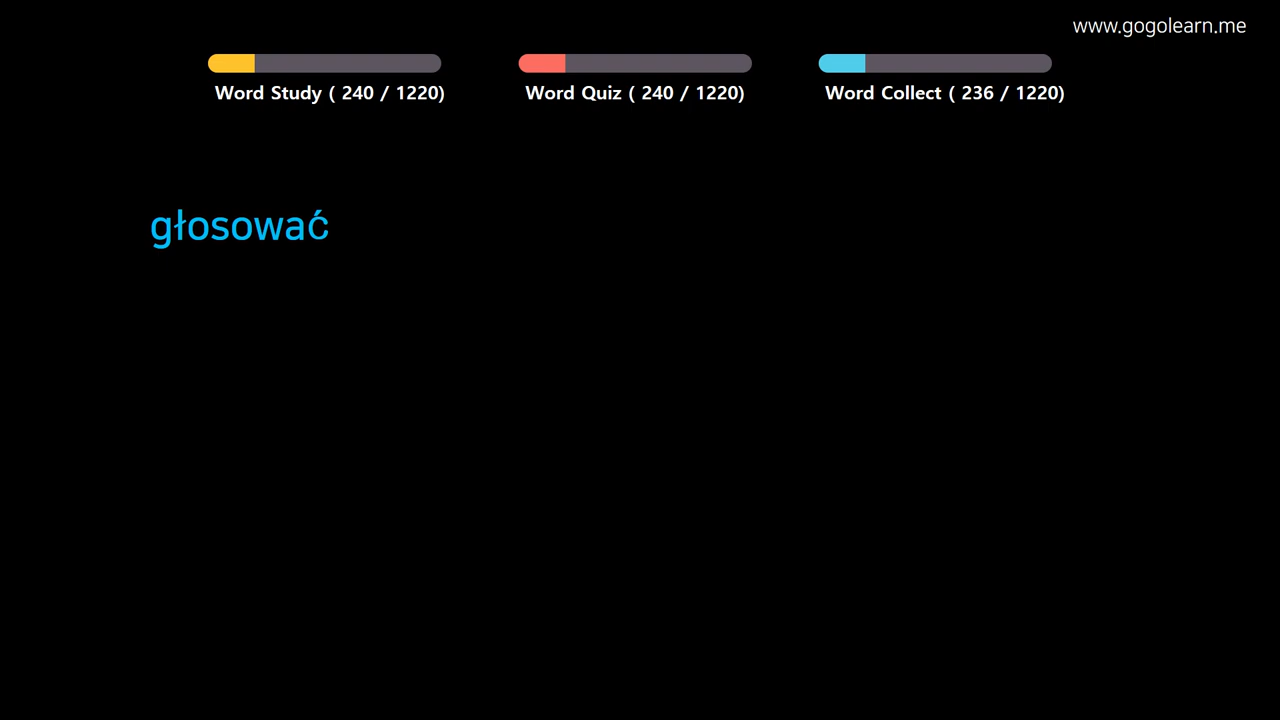 www.gogolearn.me
Word Study ( 240 / 1220)
Word Quiz ( 240 / 1220)
Word Collect ( 236 / 1220)
głosować